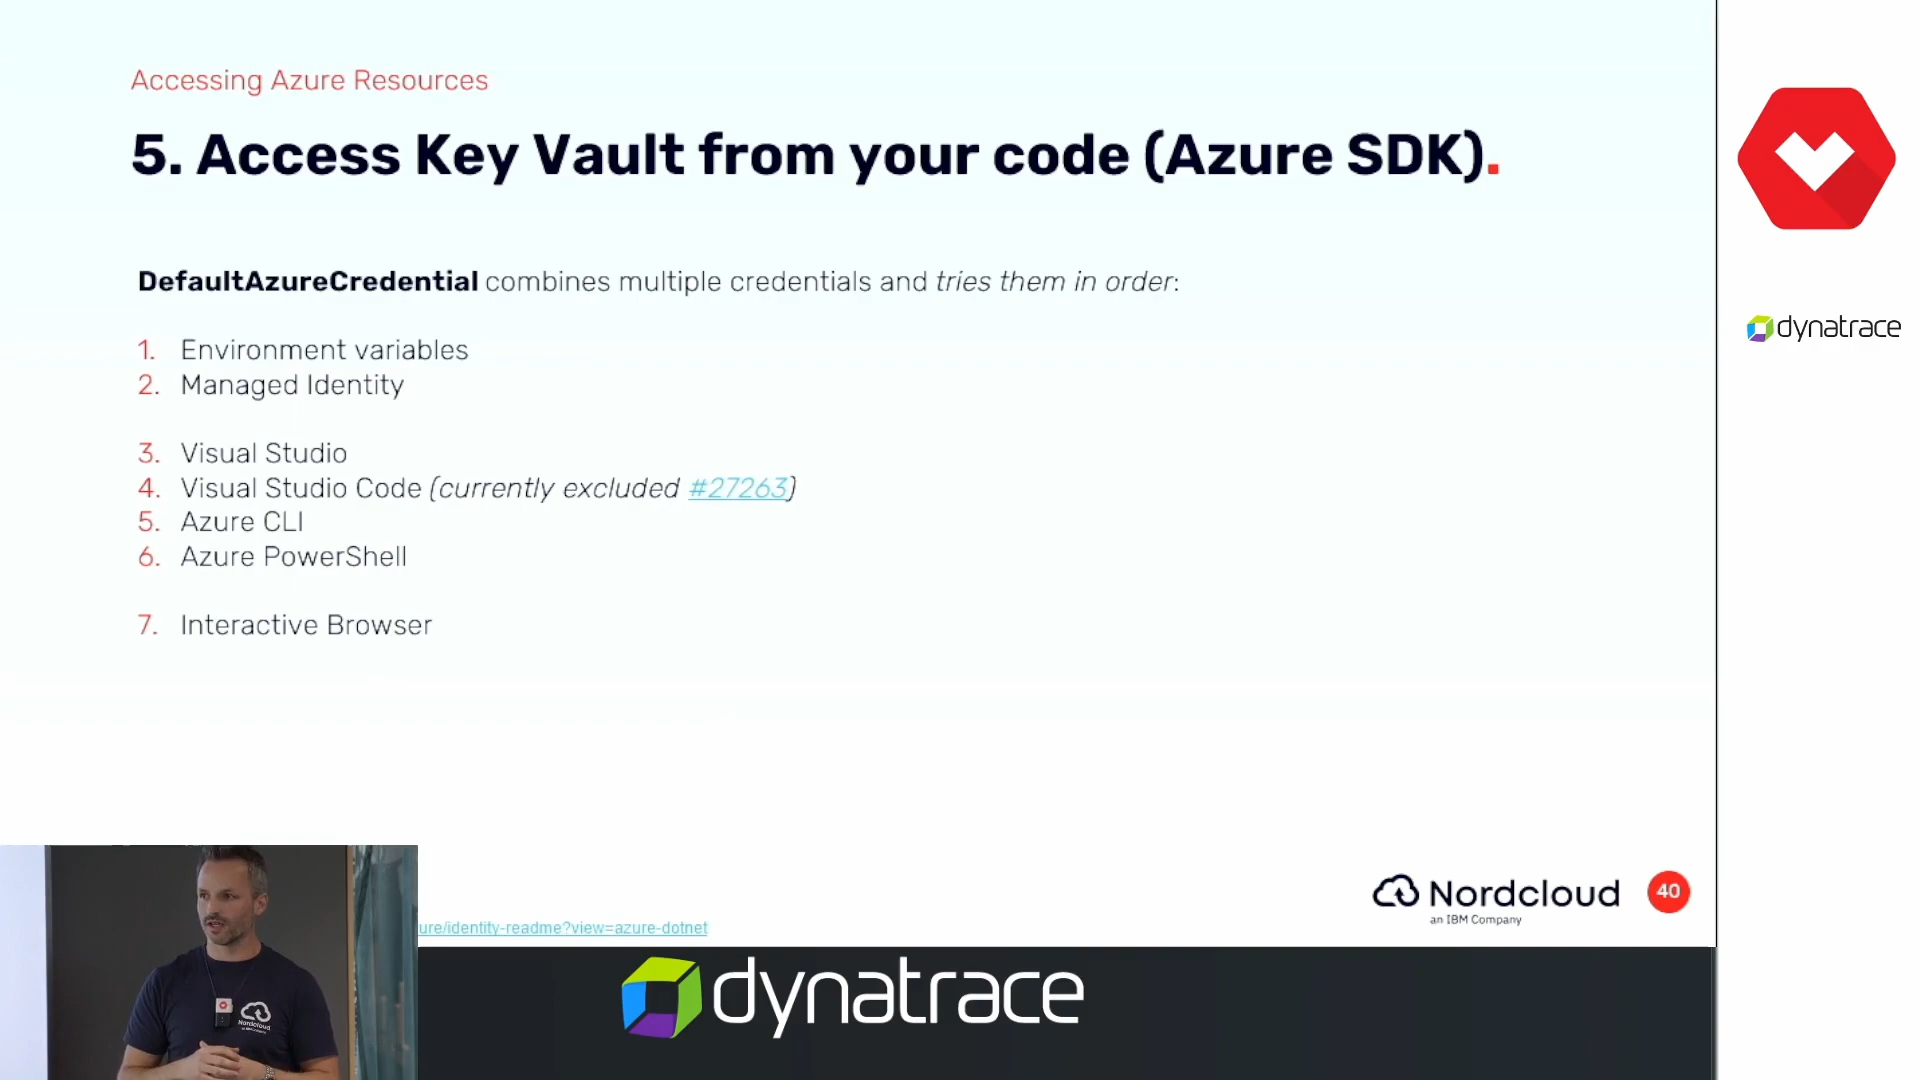 Accessing Azure Resources
5. Access Key Vault from your code (Azure SDK).
DefaultAzureCredential combines multiple credentials and tries them in order:
1. Environment variables
2. Managed Identity
3. Visual Studio
4. Visual Studio Code (currently excluded #27263)
5. Azure CLI
6. Azure PowerShell
7. Interactive Browser
dynatrace
Nordcloud
an IBM Company
40
ure/identity-readme?view=azure-dotnet
dynatrace
Nordcloud